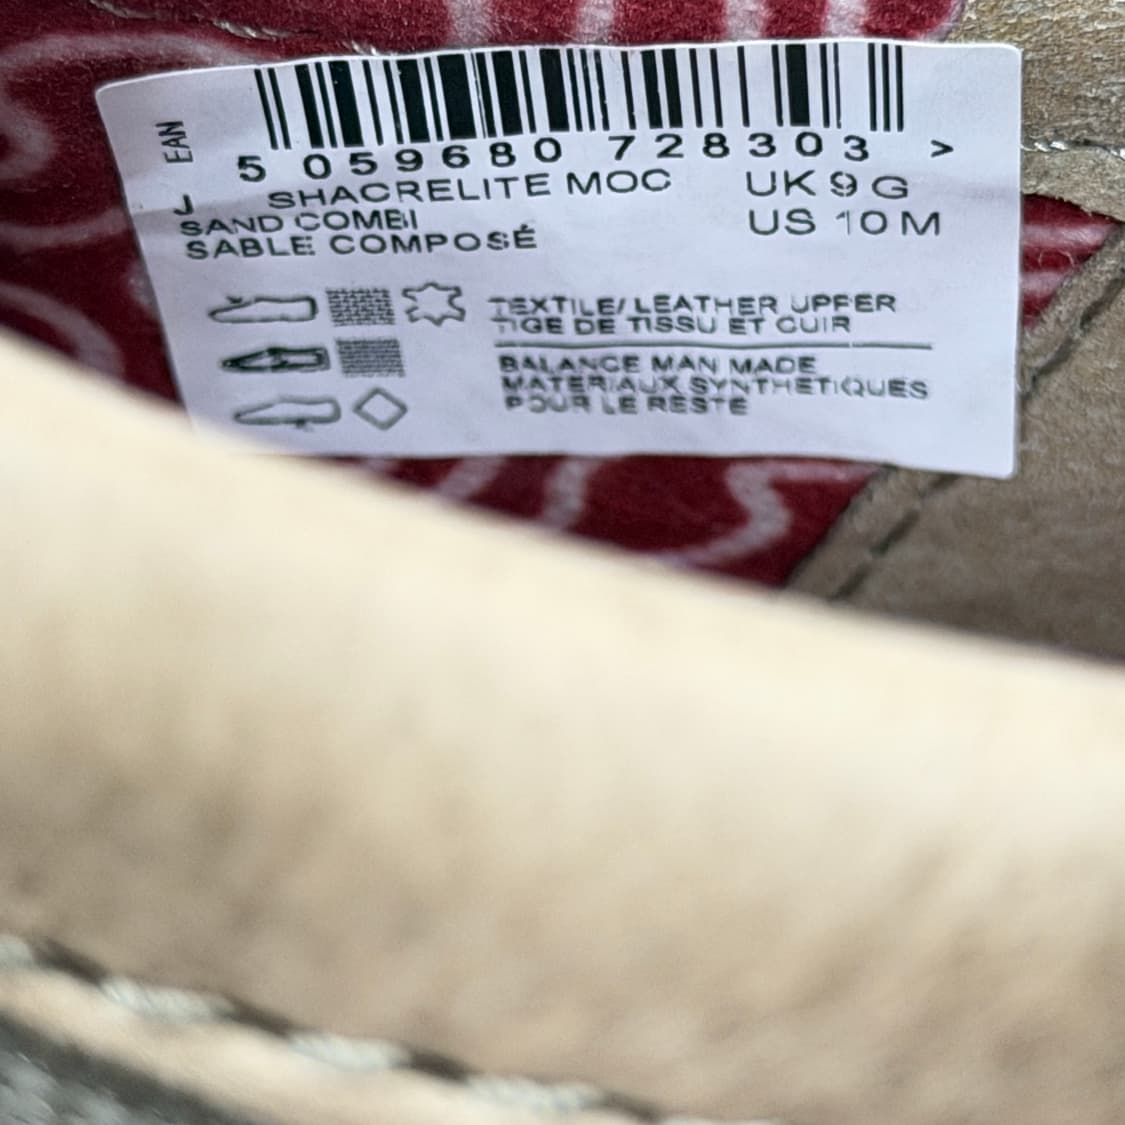 EAN
5 059680 728303 >
J SHACRELITE MOC UK 9 G
SAND COMBI US 10 M
SABLE COMPOSÉ
TEXTILE/LEATHER UPPER
TIGE DE TISSU ET CUIR
BALANCE MAN MADE
MATERIAUX SYNTHETIQUES
POUR LE RESTE